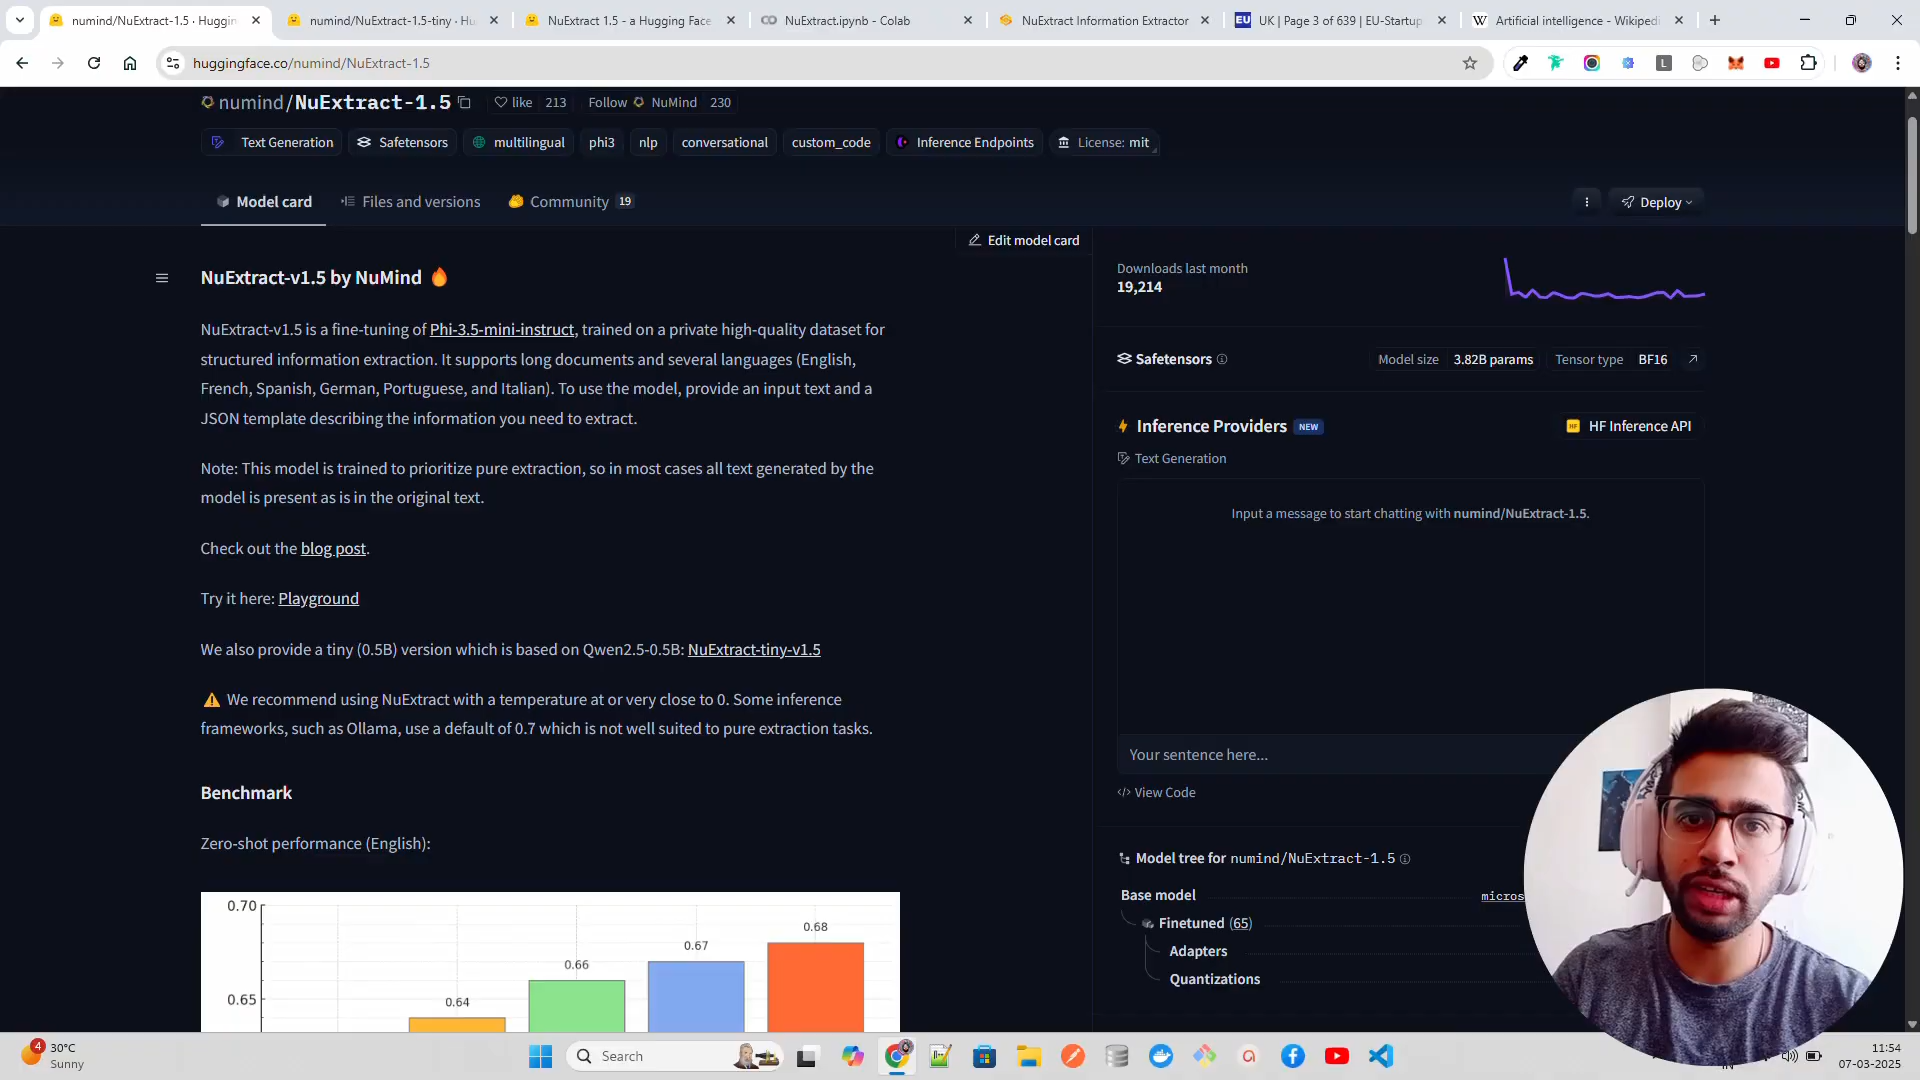 numind/NuExtract-1.5 · Huggin
numind/NuExtract-1.5-tiny · Hu
NuExtract 1.5 - a Hugging Face
NuExtract.ipynb - Colab
NuExtract Information Extractor
EU
UK | Page 3 of 639 | EU-Startup
W
Artificial intelligence - Wikipedi
huggingface.co/numind/NuExtract-1.5
L
numind/NuExtract-1.5
like 213
Follow NuMind 230
Text Generation
Safetensors
multilingual
phi3
nlp
conversational
custom_code
Inference Endpoints
License: mit
Model card
Files and versions
Community 19
Deploy
Edit model card
NuExtract-v1.5 by NuMind 🔥
NuExtract-v1.5 is a fine-tuning of Phi-3.5-mini-instruct, trained on a private high-quality dataset for
structured information extraction. It supports long documents and several languages (English,
French, Spanish, German, Portuguese, and Italian). To use the model, provide an input text and a
JSON template describing the information you need to extract.
Note: This model is trained to prioritize pure extraction, so in most cases all text generated by the
model is present as is in the original text.
Check out the blog post.
Try it here: Playground
We also provide a tiny (0.5B) version which is based on Qwen2.5-0.5B: NuExtract-tiny-v1.5
⚠️ We recommend using NuExtract with a temperature at or very close to 0. Some inference
frameworks, such as Ollama, use a default of 0.7 which is not well suited to pure extraction tasks.
Benchmark
Zero-shot performance (English):
0.70
0.65
0.64
0.66
0.67
0.68
Downloads last month
19,214
Safetensors
Model size 3.82B params
Tensor type BF16
Inference Providers NEW
HF Inference API
Text Generation
Input a message to start chatting with numind/NuExtract-1.5.
Your sentence here...
</> View Code
Model tree for numind/NuExtract-1.5
Base model
micros
Finetuned (65)
Adapters
Quantizations
4
30°C
Sunny
Search
11:54
07-03-2025